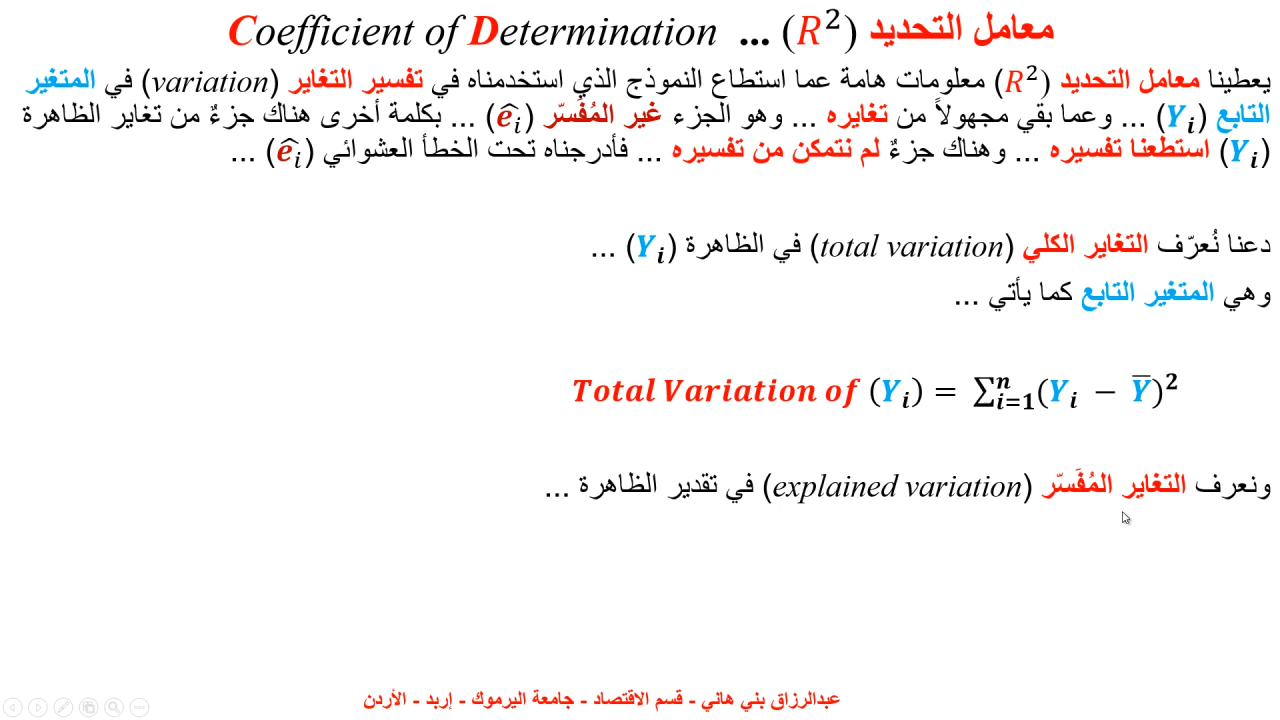 معامل التحديد (R²) ... Coefficient of Determination
يعطينا معامل التحديد (R²) معلومات هامة عما استطاع النموذج الذي استخدمناه في تفسير التغاير (variation) في المتغير
التابع (Yᵢ) ... وعما بقي مجهولاً من تغايره ... وهو الجزء غير المُفَسّر (êᵢ) ... بكلمة أخرى هناك جزءٌ من تغاير الظاهرة
(Yᵢ) استطعنا تفسيره ... وهناك جزءٌ لم نتمكن من تفسيره ... فأدرجناه تحت الخطأ العشوائي (êᵢ) ...
دعنا نُعرّف التغاير الكلي (total variation) في الظاهرة (Yᵢ) ...
وهي المتغير التابع كما يأتي ...
Total Variation of (Yᵢ) = ∑ⁿᵢ₌₁(Yᵢ − Ȳ)²
ونعرف التغاير المُفَسّر (explained variation) في تقدير الظاهرة ...
عبدالرزاق بني هاني - قسم الاقتصاد - جامعة اليرموك - إربد - الأردن